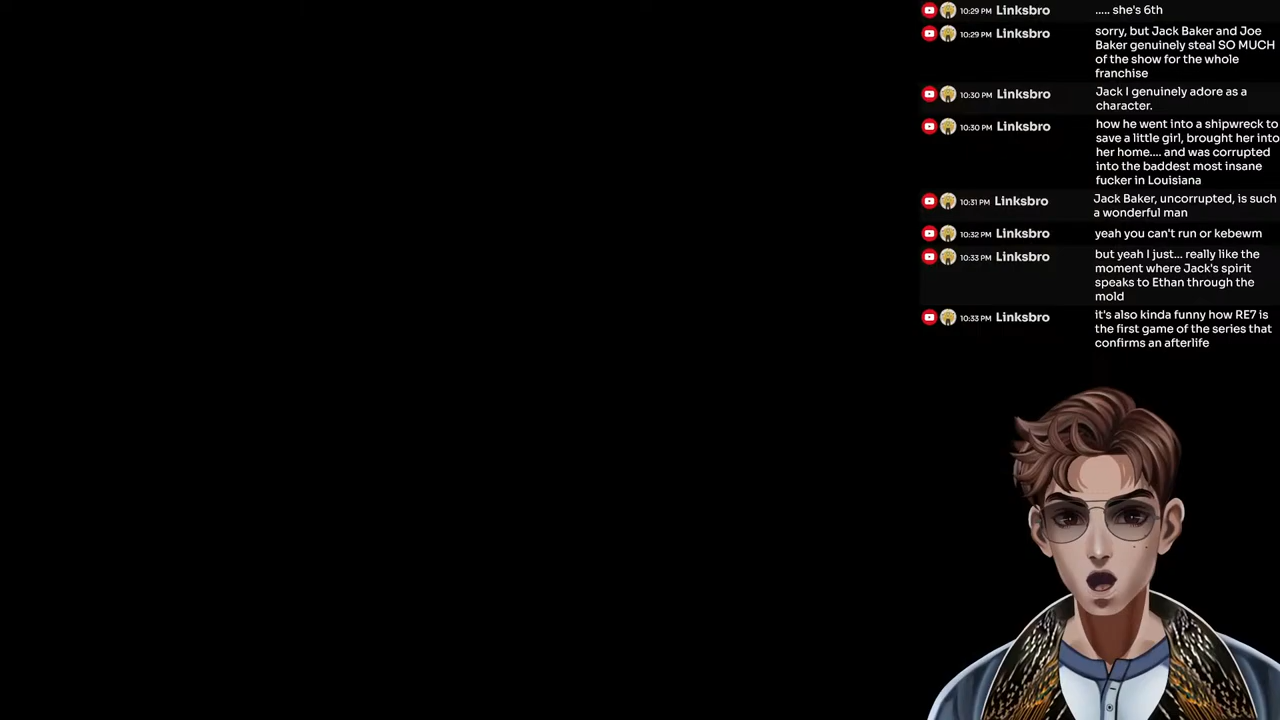 10:29 PM Linksbro ..... she's 6th
10:29 PM Linksbro sorry, but Jack Baker and Joe
Baker genuinely steal SO MUCH
of the show for the whole
franchise
10:30 PM Linksbro Jack I genuinely adore as a
character.
10:30 PM Linksbro how he went into a shipwreck to
save a little girl, brought her into
her home.... and was corrupted
into the baddest most insane
fucker in Louisiana
10:31 PM Linksbro Jack Baker, uncorrupted, is such
a wonderful man
10:32 PM Linksbro yeah you can't run or kebewm
10:33 PM Linksbro but yeah I just... really like the
moment where Jack's spirit
speaks to Ethan through the
mold
10:33 PM Linksbro it's also kinda funny how RE7 is
the first game of the series that
confirms an afterlife